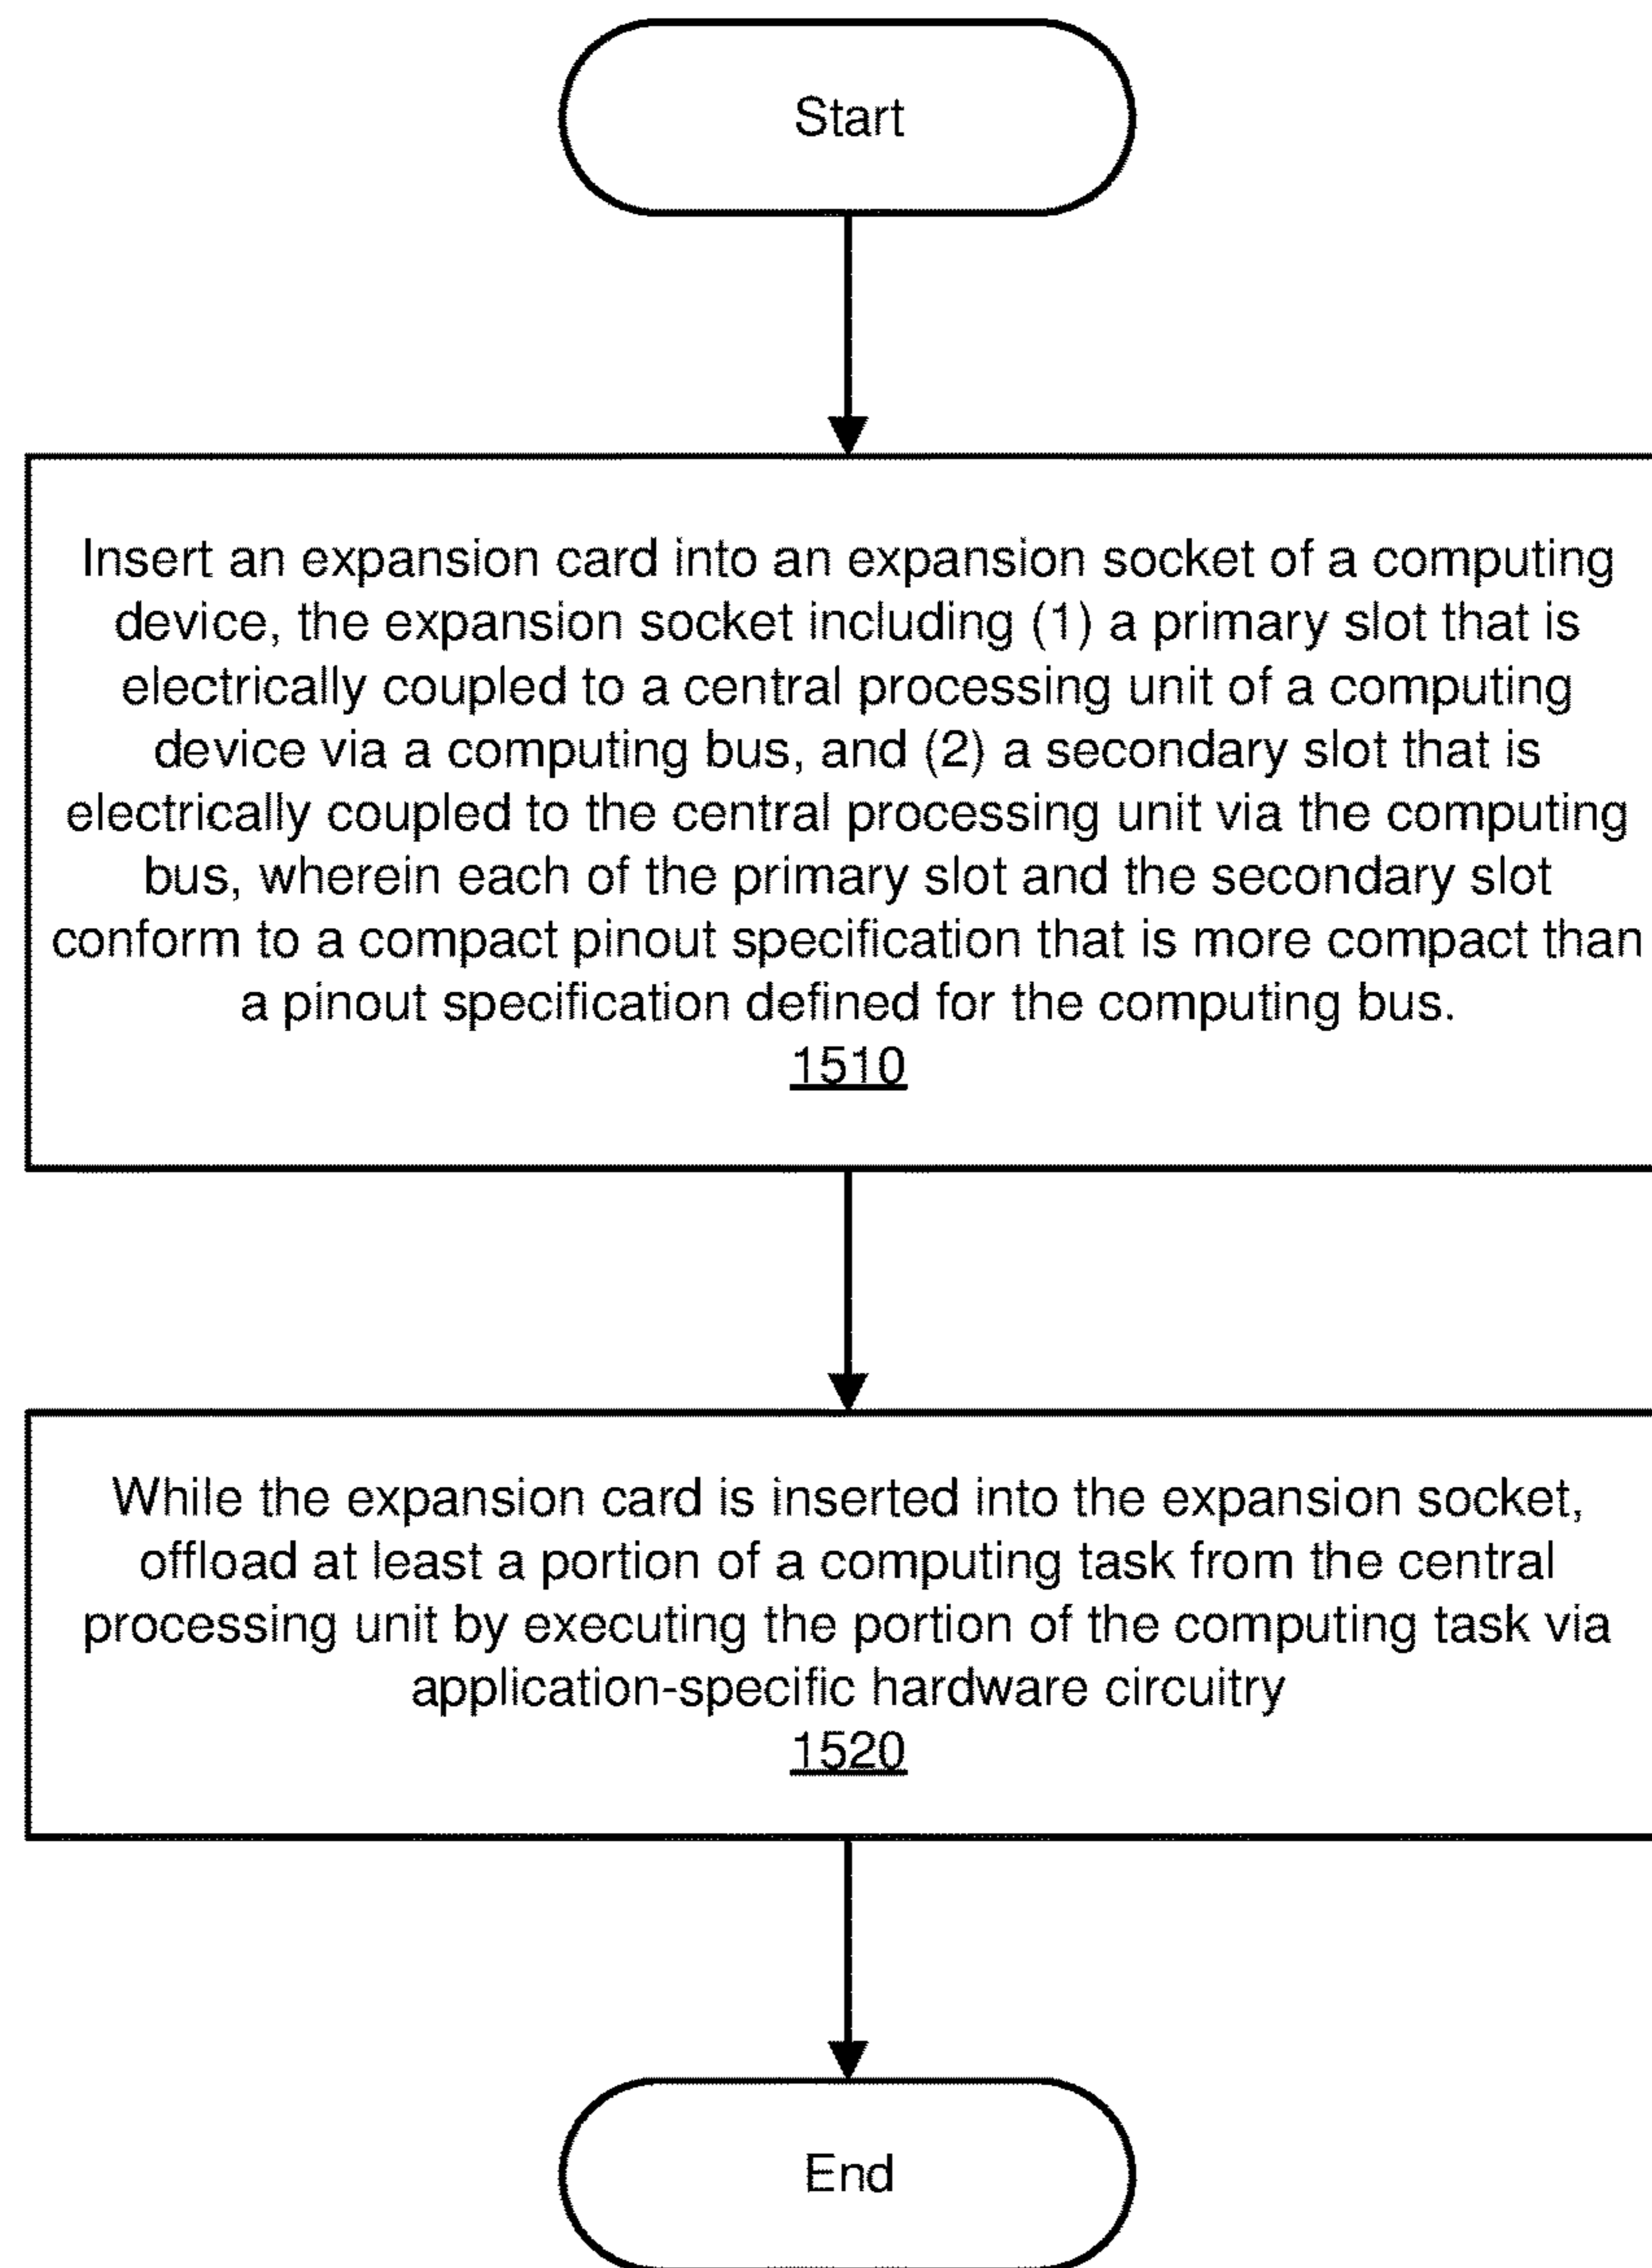 Start
Insert an expansion card into an expansion socket of a computing
device, the expansion socket including (1) a primary slot that is
electrically coupled to a central processing unit of a computing
device via a computing bus, and (2) a secondary slot that is
electrically coupled to the central processing unit via the computing
bus, wherein each of the primary slot and the secondary slot
conform to a compact pinout specification that is more compact than
a pinout specification defined for the computing bus.
1510
While the expansion card is inserted into the expansion socket,
offload at least a portion of a computing task from the central
processing unit by executing the portion of the computing task via
application-specific hardware circuitry
1520
End